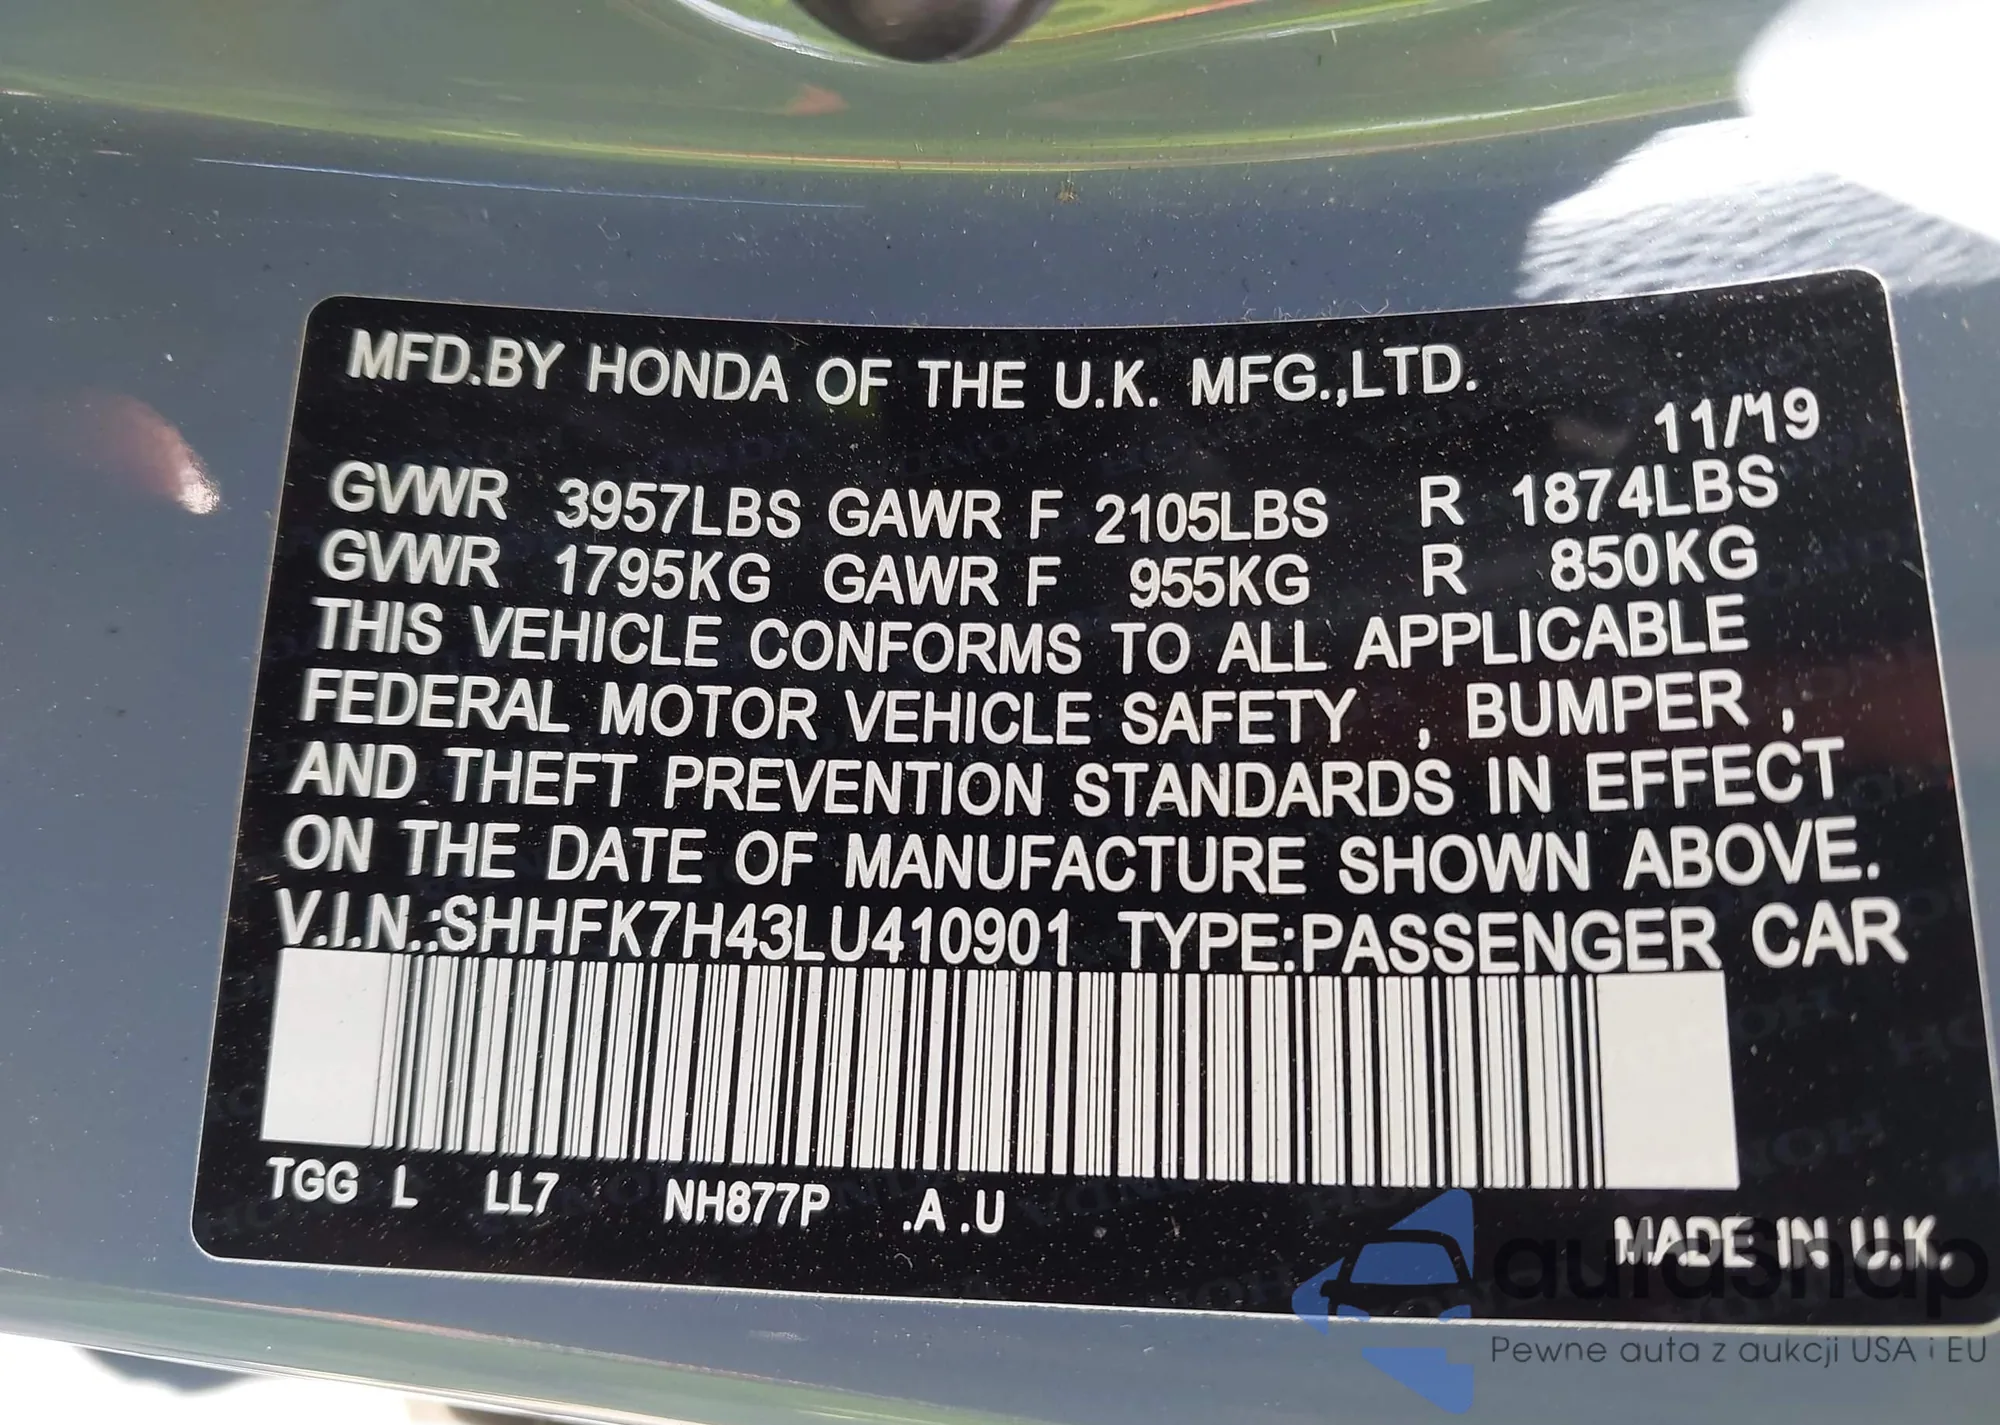 MFD.BY HONDA OF THE U.K. MFG.,LTD.
11/19
GVWR 3957LBS GAWR F 2105LBS R 1874LBS
GVWR 1795KG GAWR F 955KG R 850KG
THIS VEHICLE CONFORMS TO ALL APPLICABLE
FEDERAL MOTOR VEHICLE SAFETY , BUMPER ,
AND THEFT PREVENTION STANDARDS IN EFFECT
ON THE DATE OF MANUFACTURE SHOWN ABOVE.
V.I.N.:SHHFK7H43LU410901 TYPE:PASSENGER CAR
TGG L LL7 NH877P .A .U
MADE IN U.K.
autasnap
Pewne auta z aukcji USA i EU